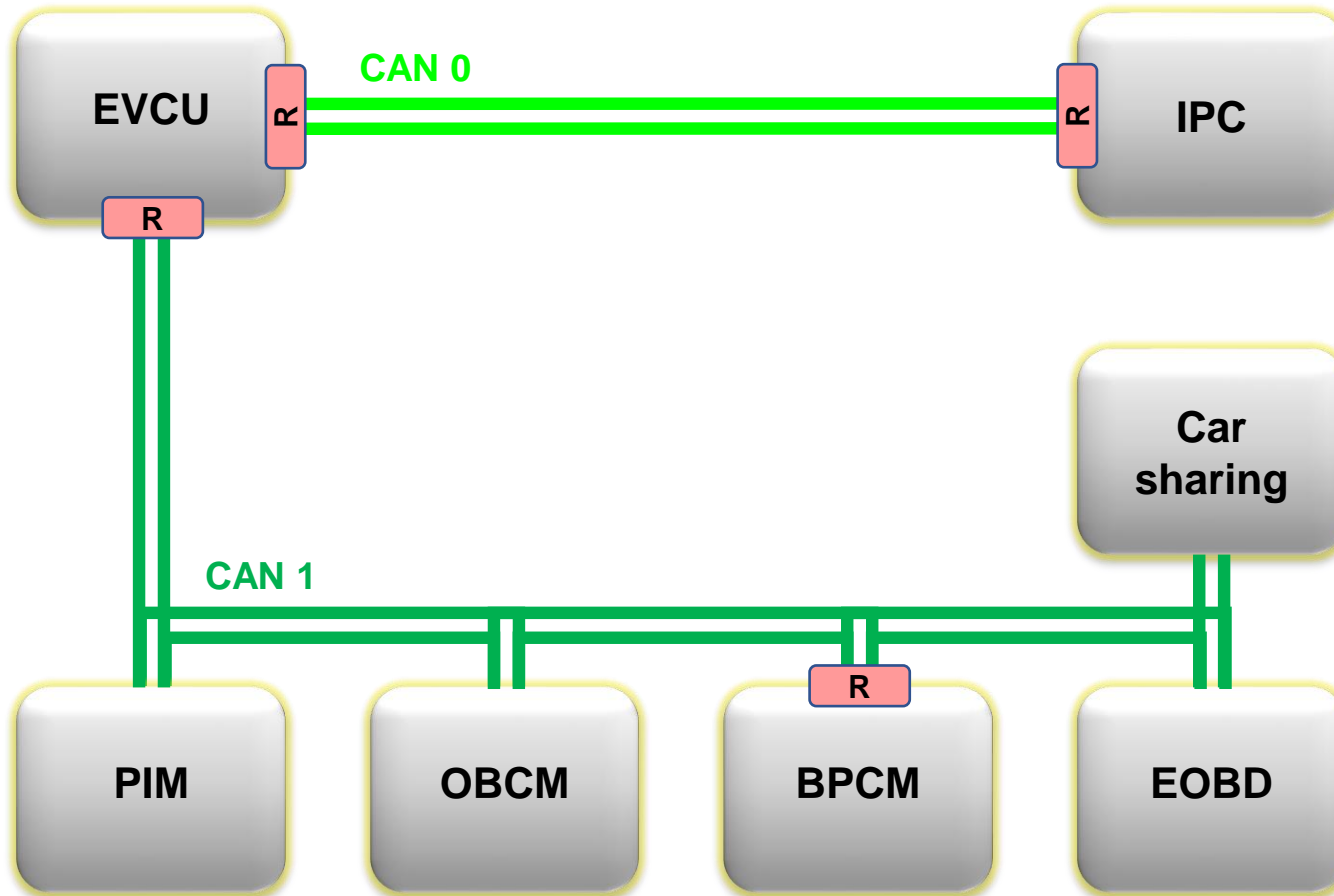 CAN 0
EVCU
R
R
IPC
R
Car
sharing
CAN 1
R
PIM
OBCM
BPCM
EOBD